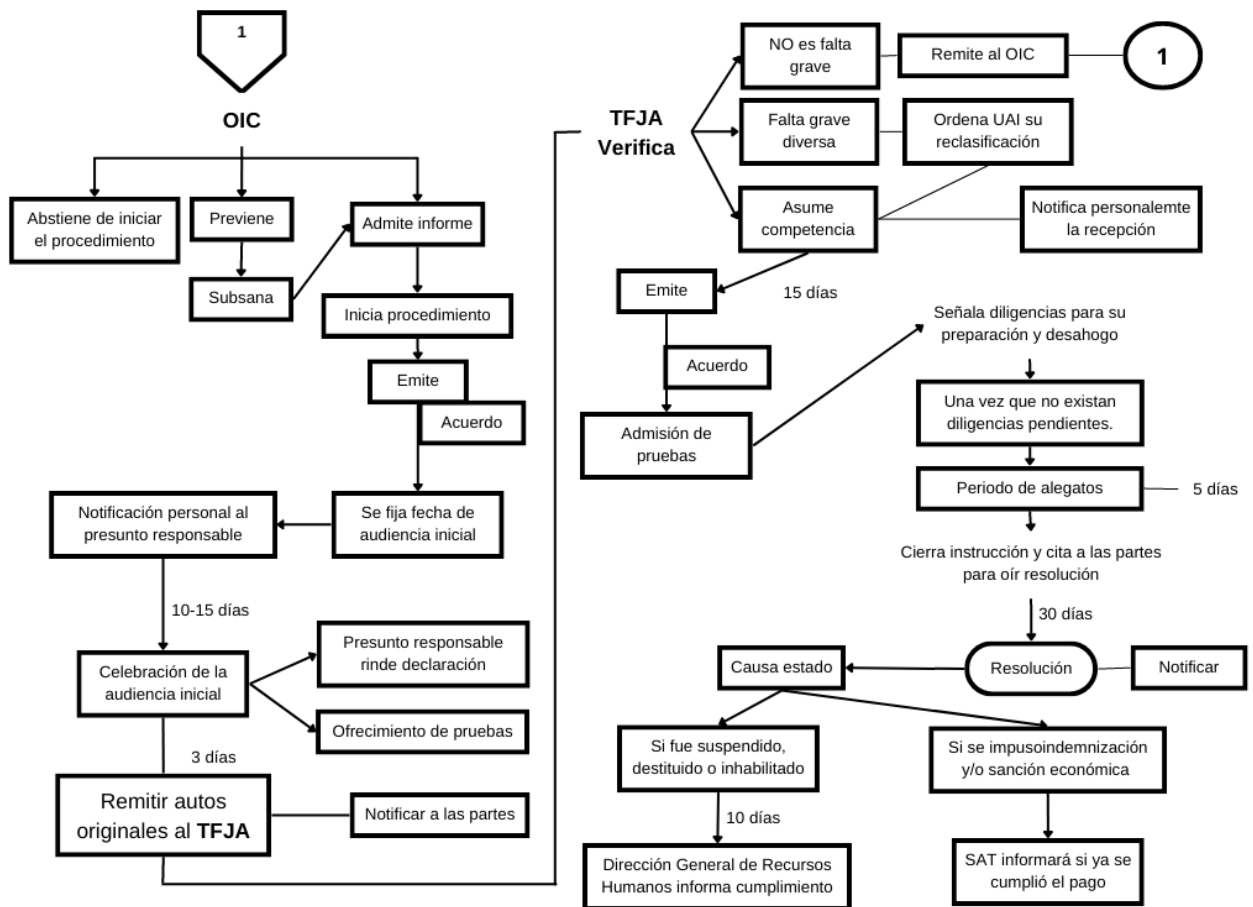 1
OIC
Abstiene de iniciar
el procedimiento
Previene
Admite informe
Subsana
Inicia procedimiento
Emite
Acuerdo
Se fija fecha de
audiencia inicial
Notificación personal al
presunto responsable
10-15 días
Celebración de la
audiencia inicial
Presunto responsable
rinde declaración
Ofrecimiento de pruebas
3 días
Remitir autos
originales al TFJA
Notificar a las partes
TFJA
Verifica
NO es falta
grave
Remite al OIC
1
Falta grave
diversa
Ordena UAI su
reclasificación
Asume
competencia
Notifica personalemte
la recepción
15 días
Emite
Acuerdo
Admisión de
pruebas
Señala diligencias para su
preparación y desahogo
Una vez que no existan
diligencias pendientes.
Periodo de alegatos
5 días
Cierra instrucción y cita a las partes
para oír resolución
30 días
Resolución
Notificar
Causa estado
Si fue suspendido,
destituido o inhabilitado
10 días
Dirección General de Recursos
Humanos informa cumplimiento
Si se impusoindemnización
y/o sanción económica
SAT informará si ya se
cumplió el pago